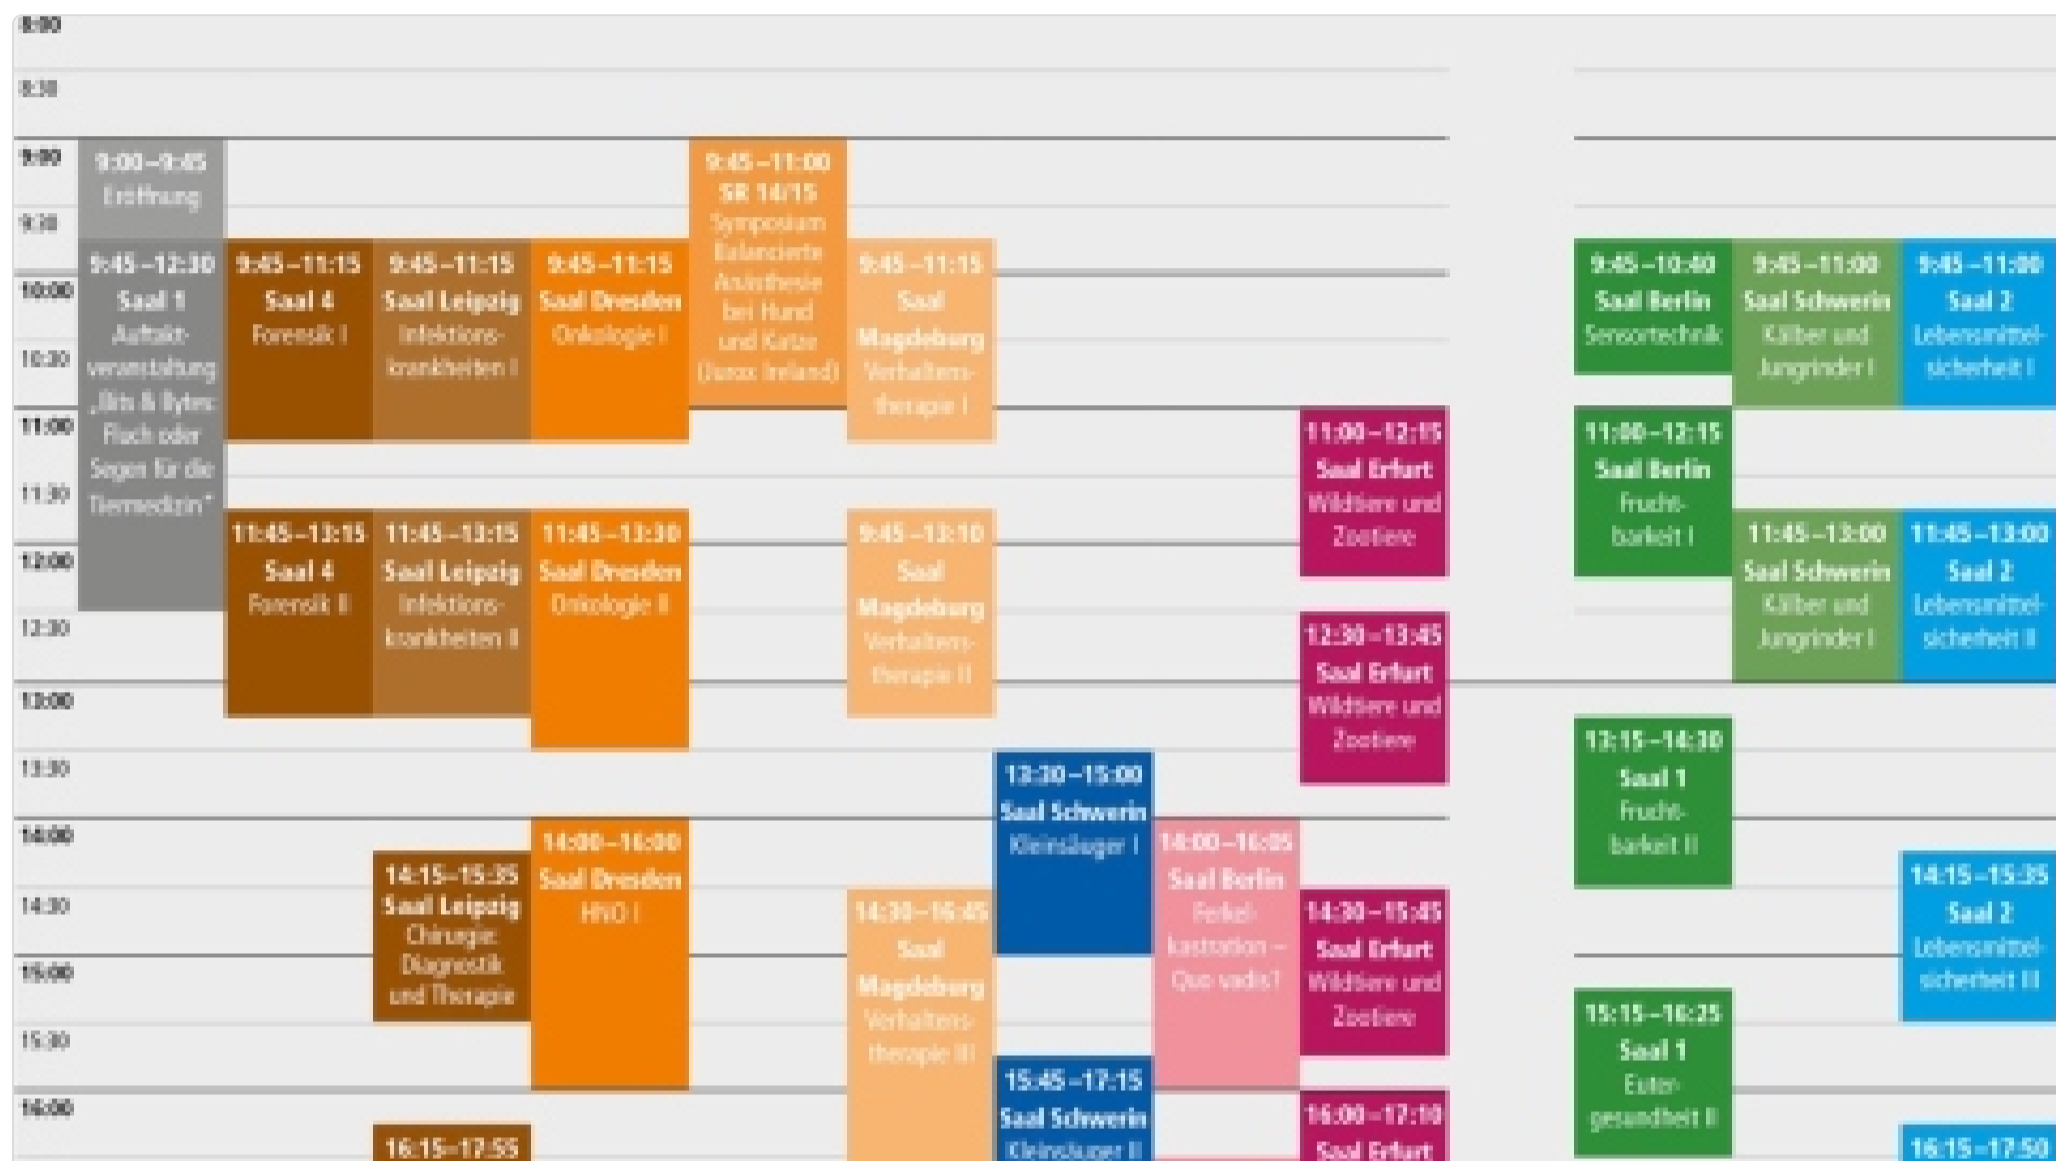 8:00
8:30
9:00
9:30
10:00
10:30
11:00
11:30
12:00
12:30
13:00
13:30
14:00
14:30
15:00
15:30
16:00
9:00–9:45
Eröffnung
9:45–12:30
Saal 1
Auftakt-
veranstaltung
„Bits & Bytes:
Fluch oder
Segen für die
Tiermedizin“
9:45–11:15
Saal 4
Forensik I
11:45–13:15
Saal 4
Forensik II
9:45–11:15
Saal Leipzig
Infektions-
krankheiten I
11:45–13:15
Saal Leipzig
Infektions-
krankheiten II
14:15–15:35
Saal Leipzig
Chirurgie:
Diagnostik
und Therapie
16:15–17:55
9:45–11:15
Saal Dresden
Onkologie I
11:45–13:30
Saal Dresden
Onkologie II
14:00–16:00
Saal Dresden
HNO I
9:45–11:00
SR 14/15
Symposium
Balancierte
Anästhesie
bei Hund
und Katze
(Jurox Ireland)
9:45–11:15
Saal
Magdeburg
Verhaltens-
therapie I
9:45–13:10
Saal
Magdeburg
Verhaltens-
therapie II
14:30–16:45
Saal
Magdeburg
Verhaltens-
therapie III
13:30–15:00
Saal Schwerin
Kleinsäuger I
15:45–17:15
Saal Schwerin
Kleinsäuger II
14:00–16:05
Saal Berlin
Ferkel-
kastration –
Quo vadis?
11:00–12:15
Saal Erfurt
Wildtiere und
Zootiere
12:30–13:45
Saal Erfurt
Wildtiere und
Zootiere
14:30–15:45
Saal Erfurt
Wildtiere und
Zootiere
16:00–17:10
Saal Erfurt
9:45–10:40
Saal Berlin
Sensortechnik
11:00–12:15
Saal Berlin
Frucht-
barkeit I
13:15–14:30
Saal 1
Frucht-
barkeit II
15:15–16:25
Saal 1
Euter-
gesundheit II
9:45–11:00
Saal Schwerin
Kälber und
Jungrinder I
11:45–13:00
Saal Schwerin
Kälber und
Jungrinder I
9:45–11:00
Saal 2
Lebensmittel-
sicherheit I
11:45–13:00
Saal 2
Lebensmittel-
sicherheit II
14:15–15:35
Saal 2
Lebensmittel-
sicherheit III
16:15–17:50